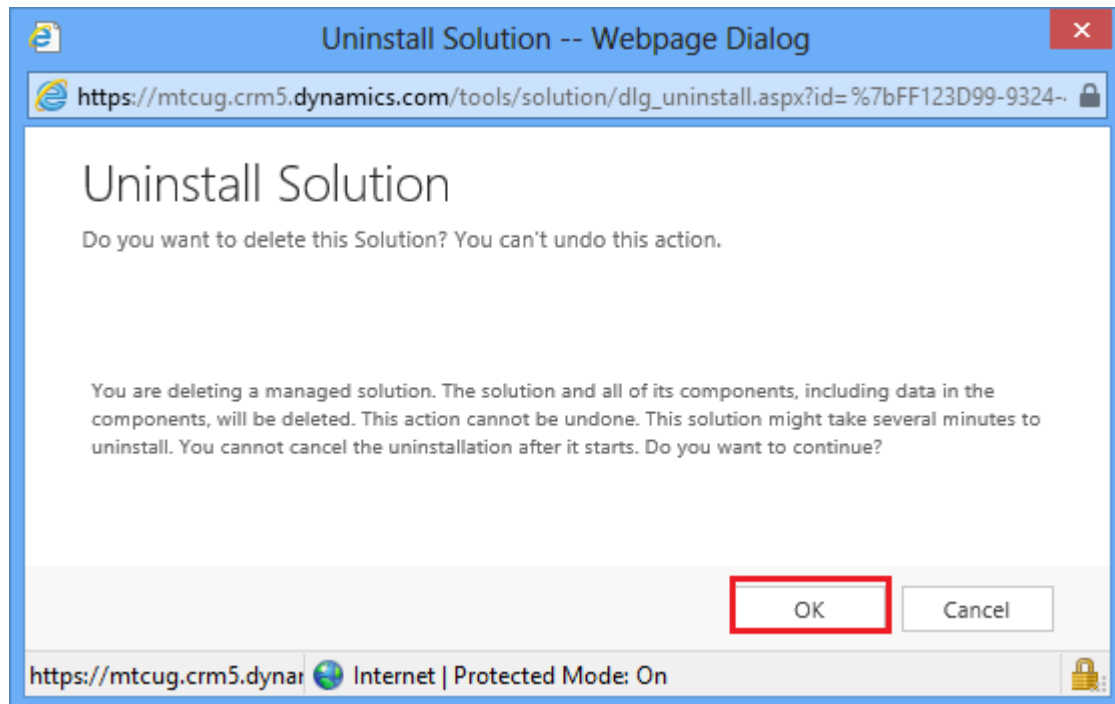 Uninstall Solution -- Webpage Dialog
https://mtcug.crm5.dynamics.com/tools/solution/dlg_uninstall.aspx?id=%7bFF123D99-9324-
Uninstall Solution
Do you want to delete this Solution? You can't undo this action.
You are deleting a managed solution. The solution and all of its components, including data in the
components, will be deleted. This action cannot be undone. This solution might take several minutes to
uninstall. You cannot cancel the uninstallation after it starts. Do you want to continue?
OK Cancel
https://mtcug.crm5.dynar Internet | Protected Mode: On